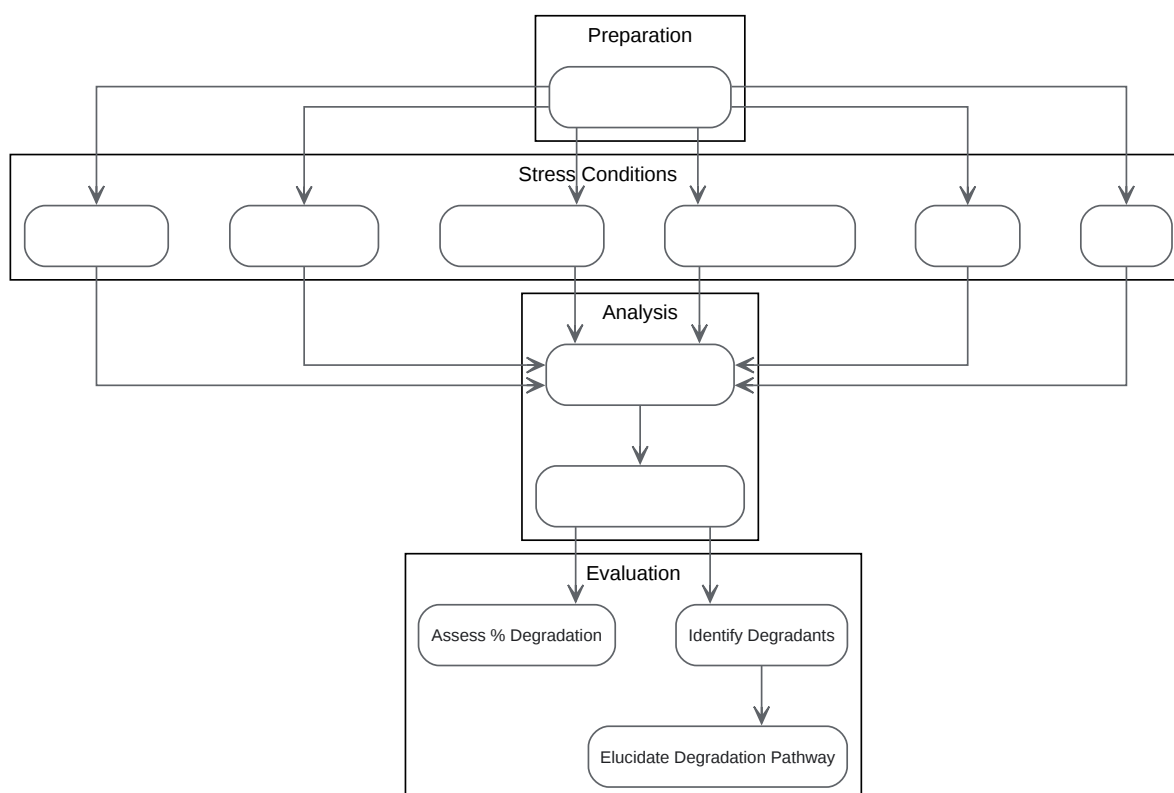 Preparation
Stress Conditions
Analysis
Evaluation
Assess % Degradation
Identify Degradants
Elucidate Degradation Pathway